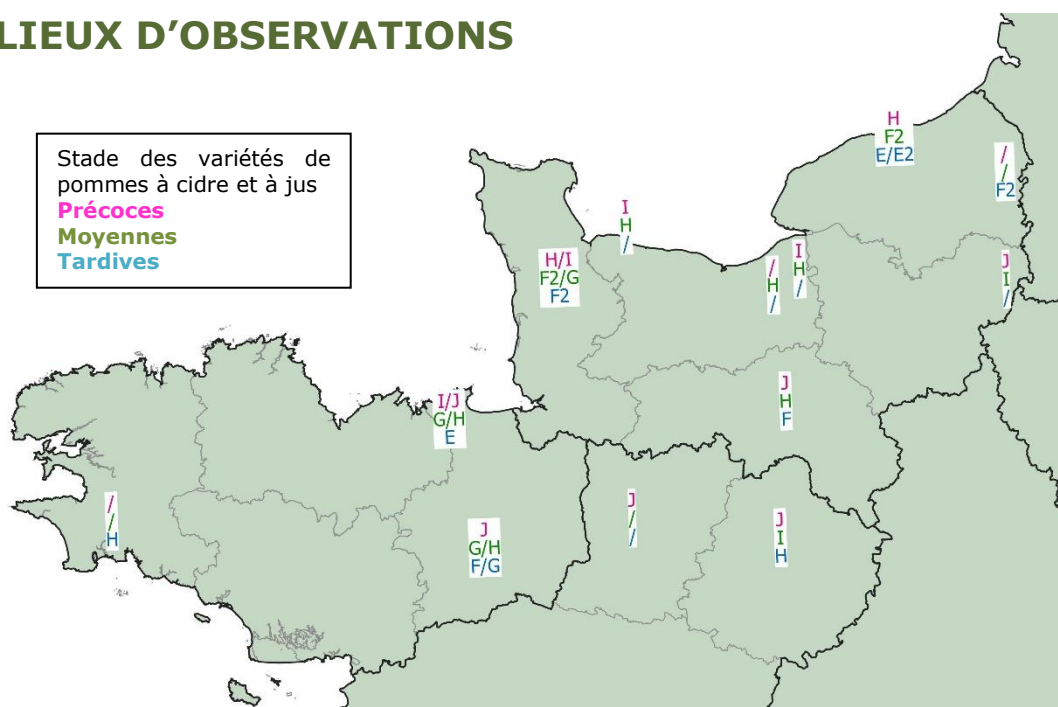 LIEUX D'OBSERVATIONS
Stade des variétés de
pommes à cidre et à jus
Précoces
Moyennes
Tardives
H
F2
E/E2
/
/
F2
I
H
/
H/I
F2/G
F2
/
H
/
I
H
/
J
I
/
J
H
F
I/J
G/H
E
/
/
H
J
G/H
F/G
J
/
/
J
I
H